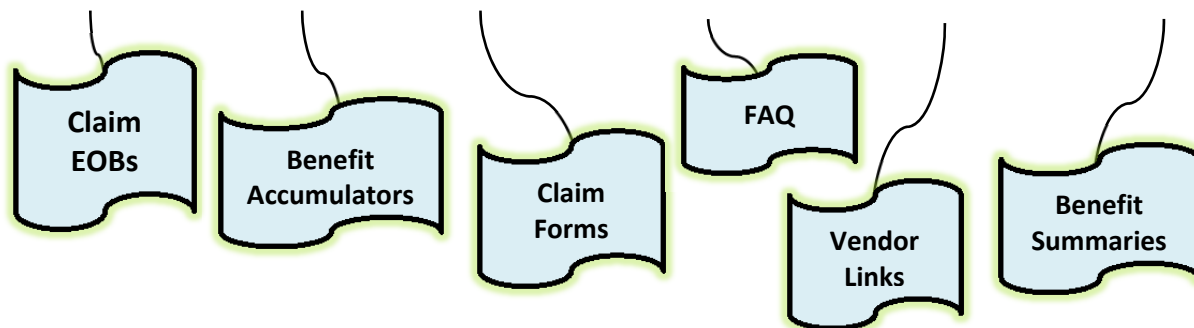 Claim
EOBs
Benefit
Accumulators
Claim
Forms
FAQ
Vendor
Links
Benefit
Summaries